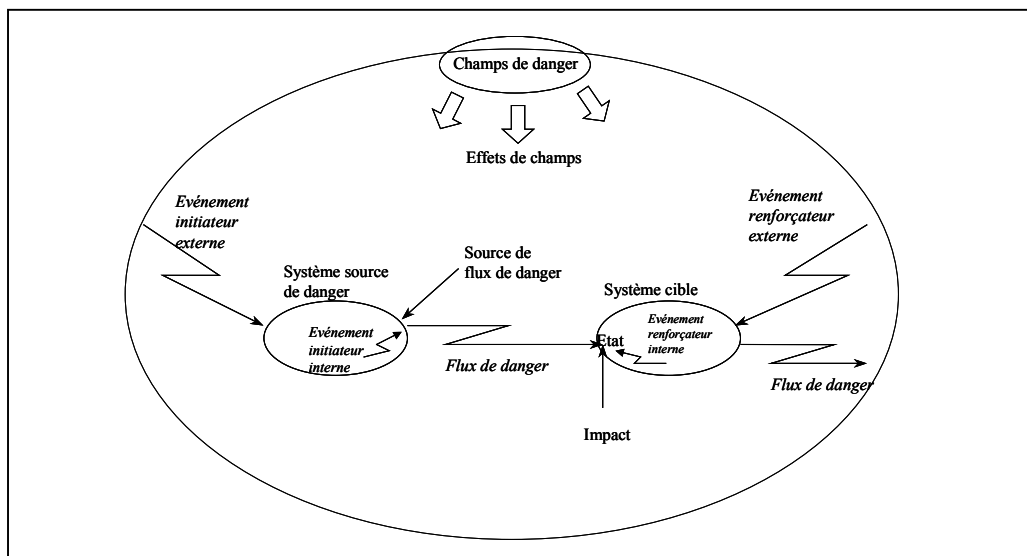 Champs de danger
Effets de champs
Evénement
initiateur
externe
Evénement
renforçateur
externe
Source de
flux de danger
Système source
de danger
Système cible
Evénement
initiateur
interne
Etat
Evénement
renforçateur
interne
Flux de danger
Flux de danger
Impact